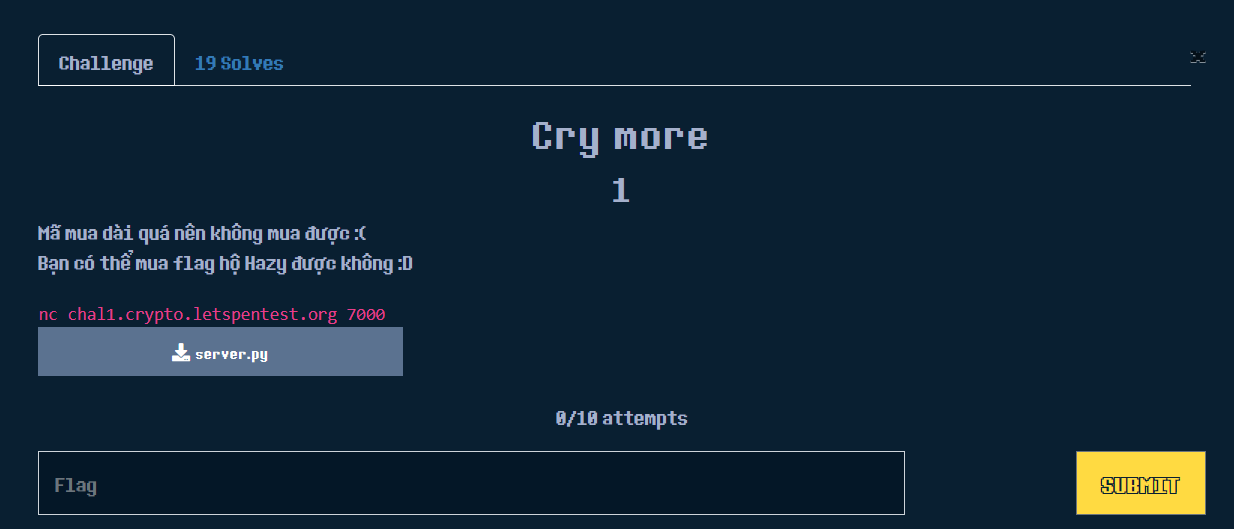 Challenge
19 Solves
×
Cry more
1
Mã mua dài quá nên không mua được :(
Bạn có thể mua flag hộ Hazy được không :D
nc chal1.crypto.letspentest.org 7000
server.py
0/10 attempts
Flag
SUBMIT